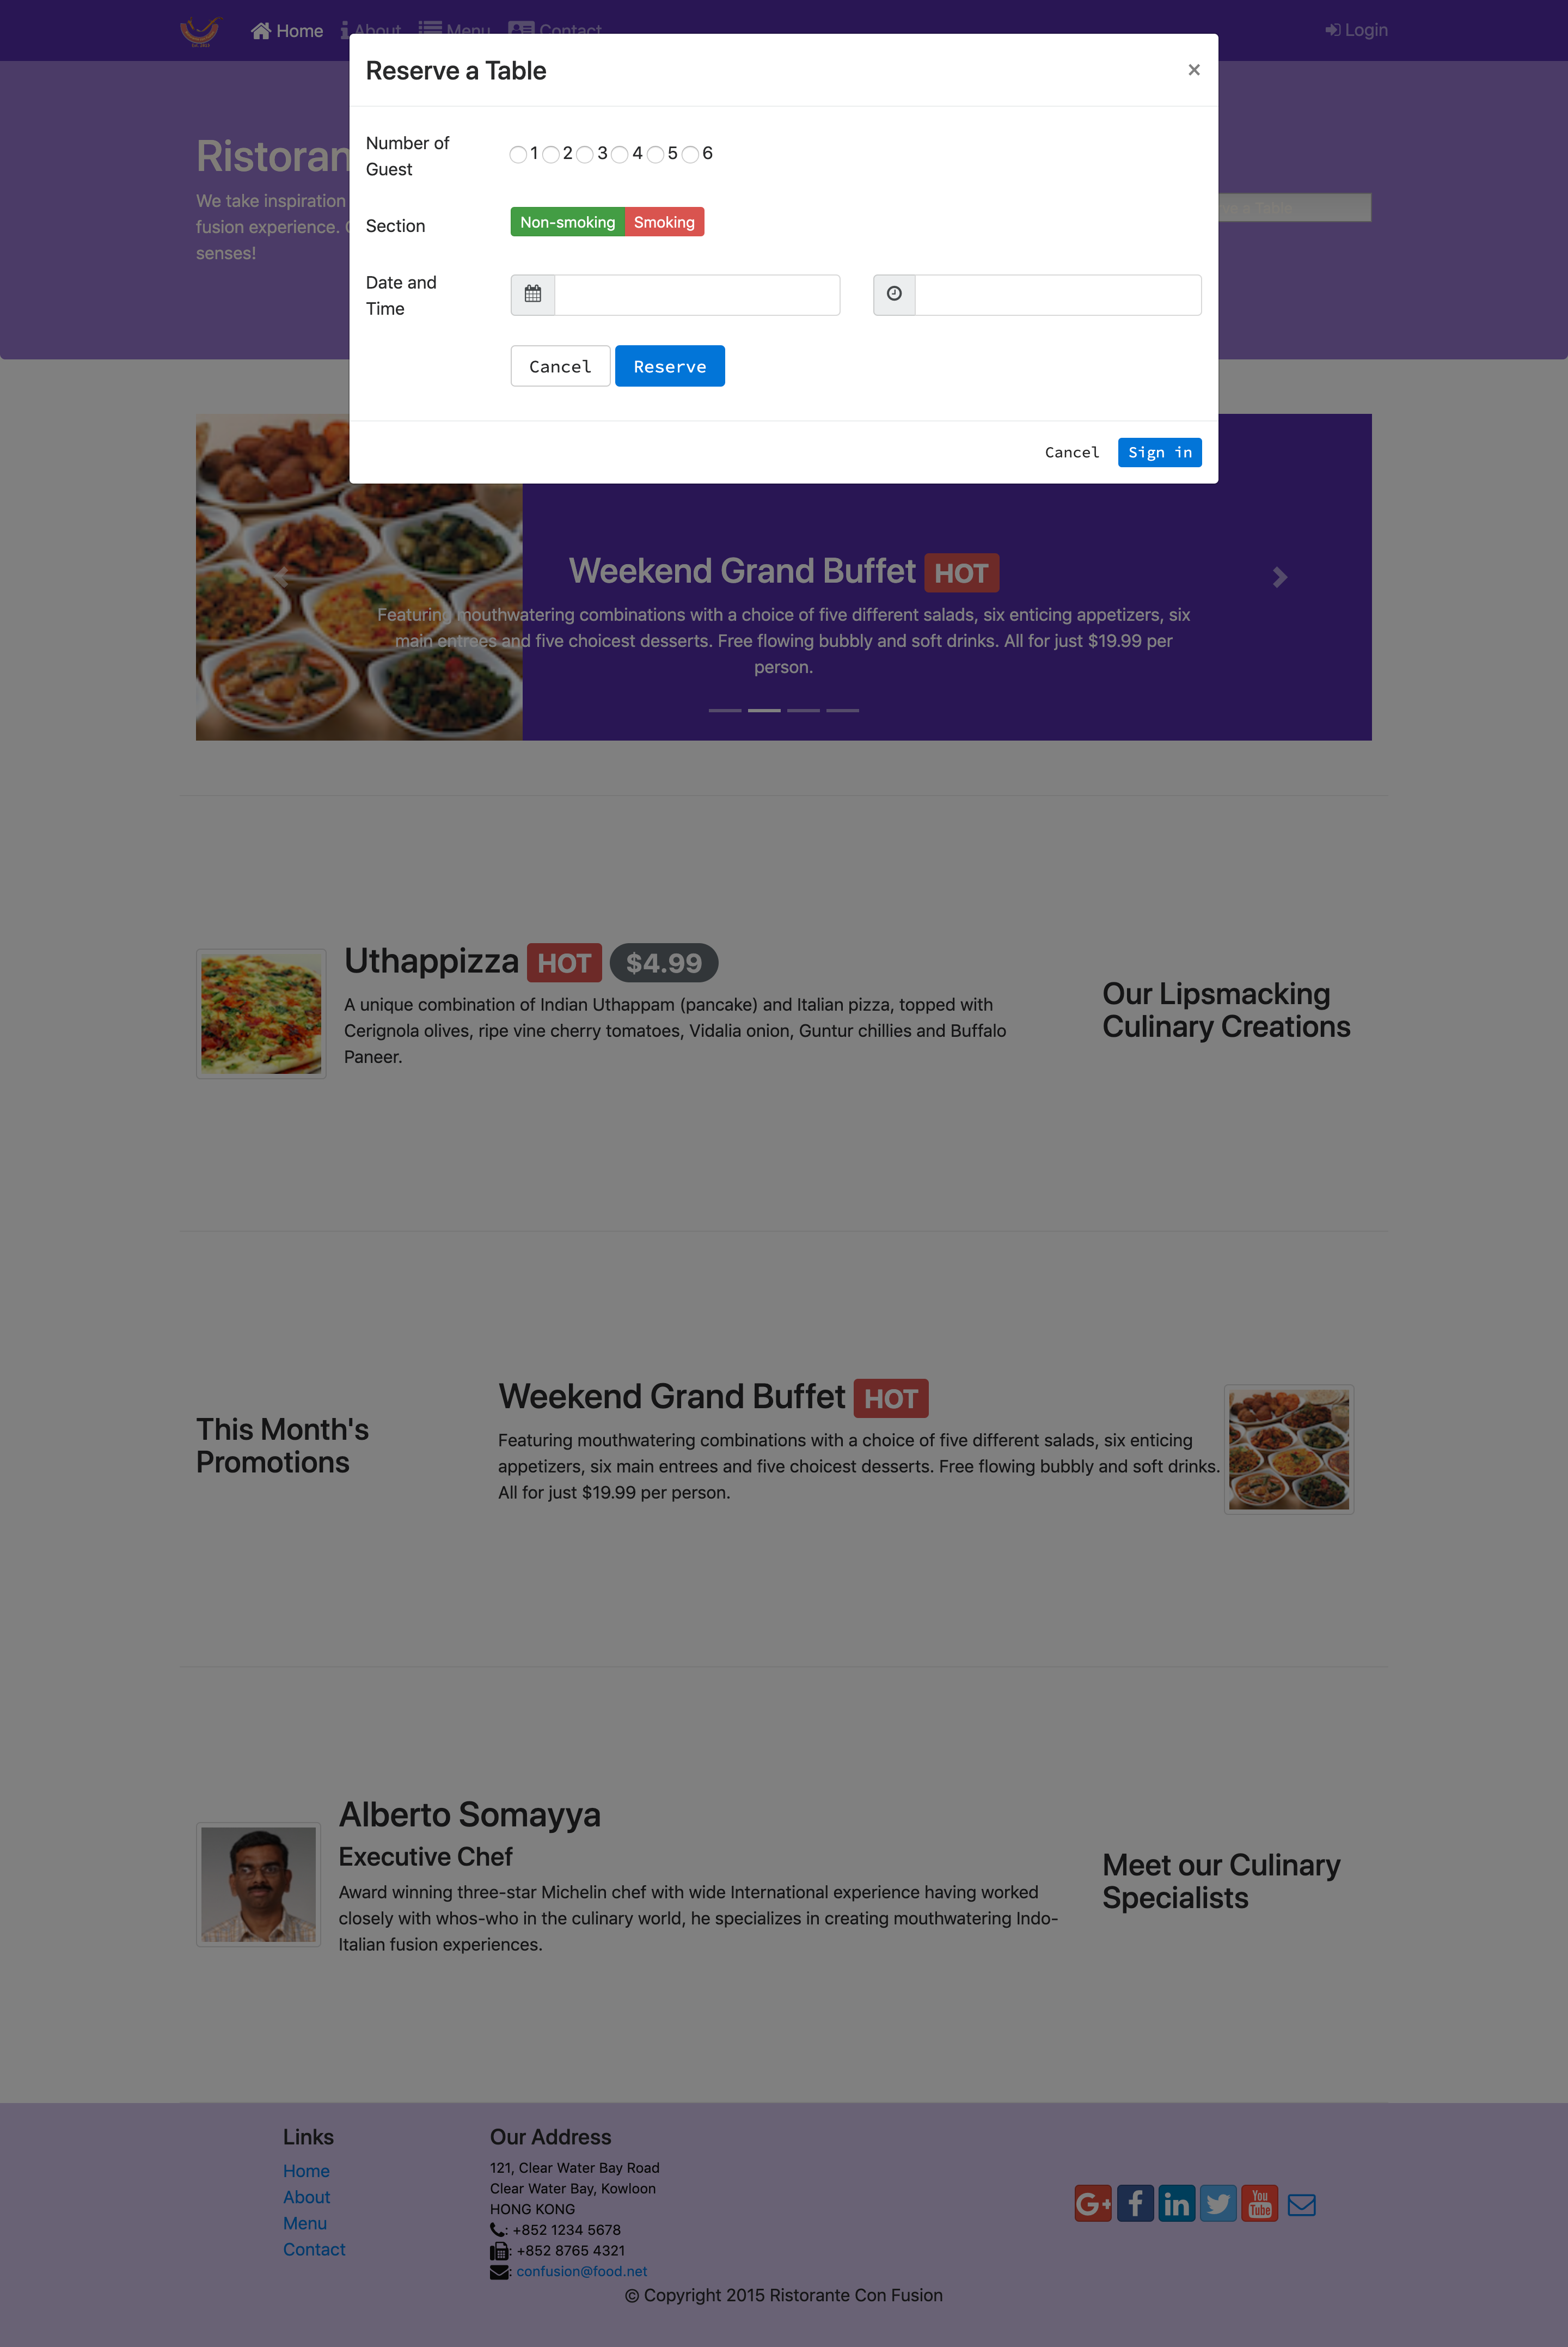 Home About Menu Contact Login
Reserve a Table ×
Number of
Guest
1 2 3 4 5 6
Section
Non-smoking Smoking
Date and
Time
Cancel Reserve
Cancel Sign in
Ristoran
We take inspiration
fusion experience.
senses!
a Table
Weekend Grand Buffet HOT
Featuring mouthwatering combinations with a choice of five different salads, six enticing appetizers, six
main entrees and five choicest desserts. Free flowing bubbly and soft drinks. All for just $19.99 per
person.
Uthappizza HOT $4.99
A unique combination of Indian Uthappam (pancake) and Italian pizza, topped with
Cerignola olives, ripe vine cherry tomatoes, Vidalia onion, Guntur chillies and Buffalo
Paneer.
Our Lipsmacking
Culinary Creations
This Month's
Promotions
Weekend Grand Buffet HOT
Featuring mouthwatering combinations with a choice of five different salads, six enticing
appetizers, six main entrees and five choicest desserts. Free flowing bubbly and soft drinks.
All for just $19.99 per person.
Alberto Somayya
Executive Chef
Award winning three-star Michelin chef with wide International experience having worked
closely with whos-who in the culinary world, he specializes in creating mouthwatering Indo-
Italian fusion experiences.
Meet our Culinary
Specialists
Links
Home
About
Menu
Contact
Our Address
121, Clear Water Bay Road
Clear Water Bay, Kowloon
HONG KONG
: +852 1234 5678
: +852 8765 4321
: confusion@food.net
G+ f in You Tube
© Copyright 2015 Ristorante Con Fusion